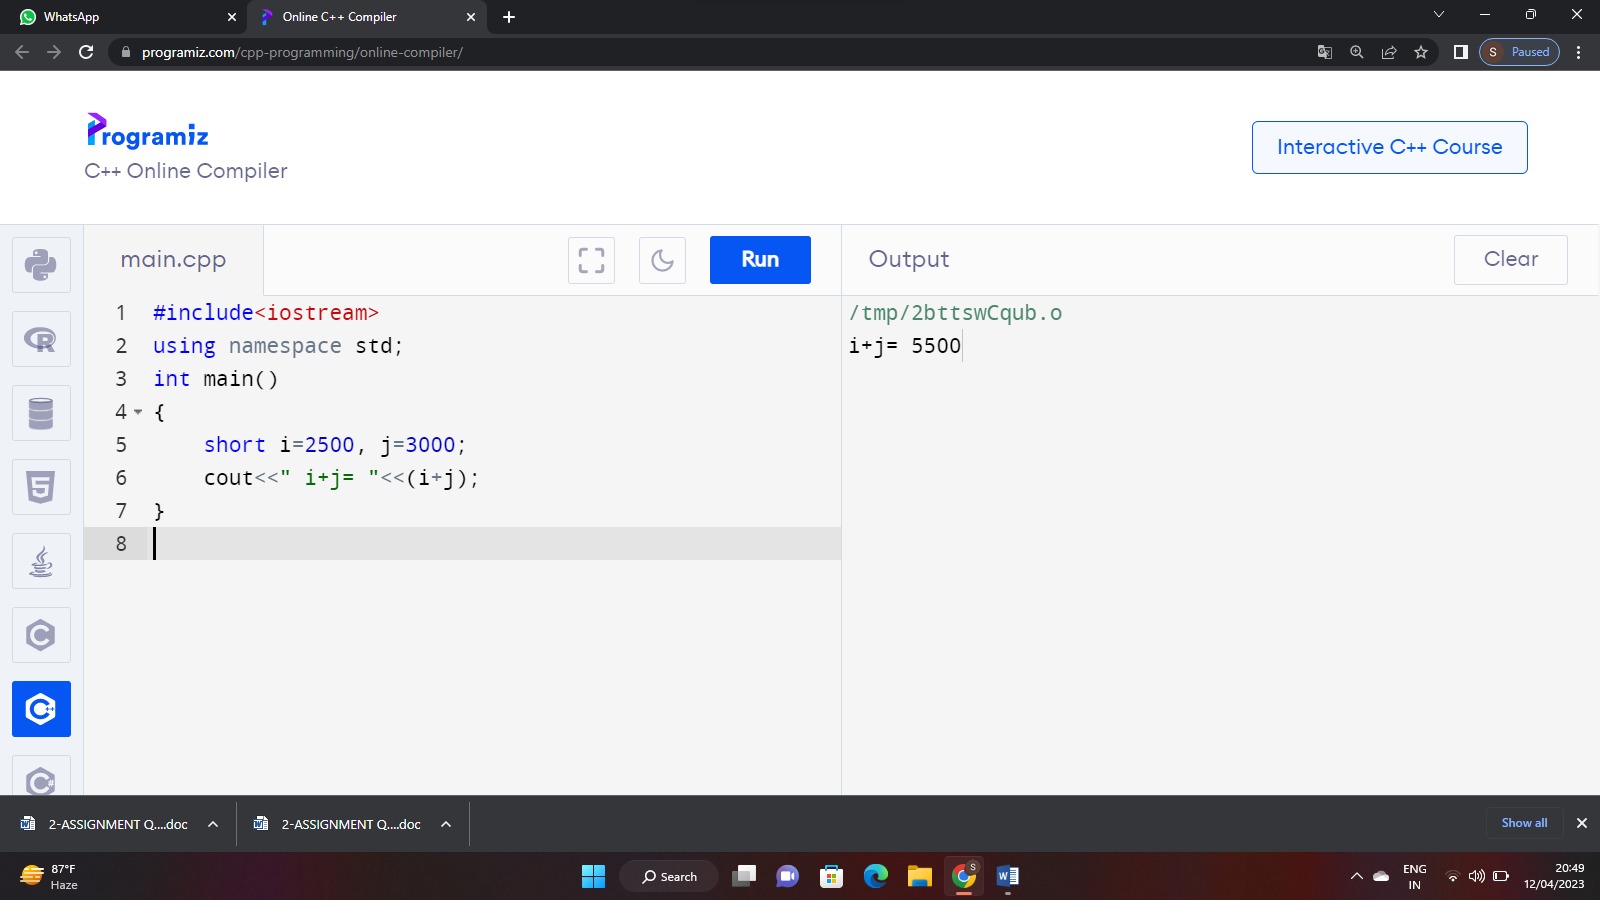 WhatsApp
Online C++ Compiler
programiz.com/cpp-programming/online-compiler/
S Paused
Programiz
C++ Online Compiler
Interactive C++ Course
main.cpp
Run
Output
Clear
1 #include<iostream>
2 using namespace std;
3 int main()
4 {
5     short i=2500, j=3000;
6     cout<<" i+j= "<<(i+j);
7 }
8
/tmp/2bttswCqub.o
i+j= 5500
2-ASSIGNMENT Q....doc
2-ASSIGNMENT Q....doc
Show all
87°F
Haze
Search
S
ENG
IN
20:49
12/04/2023